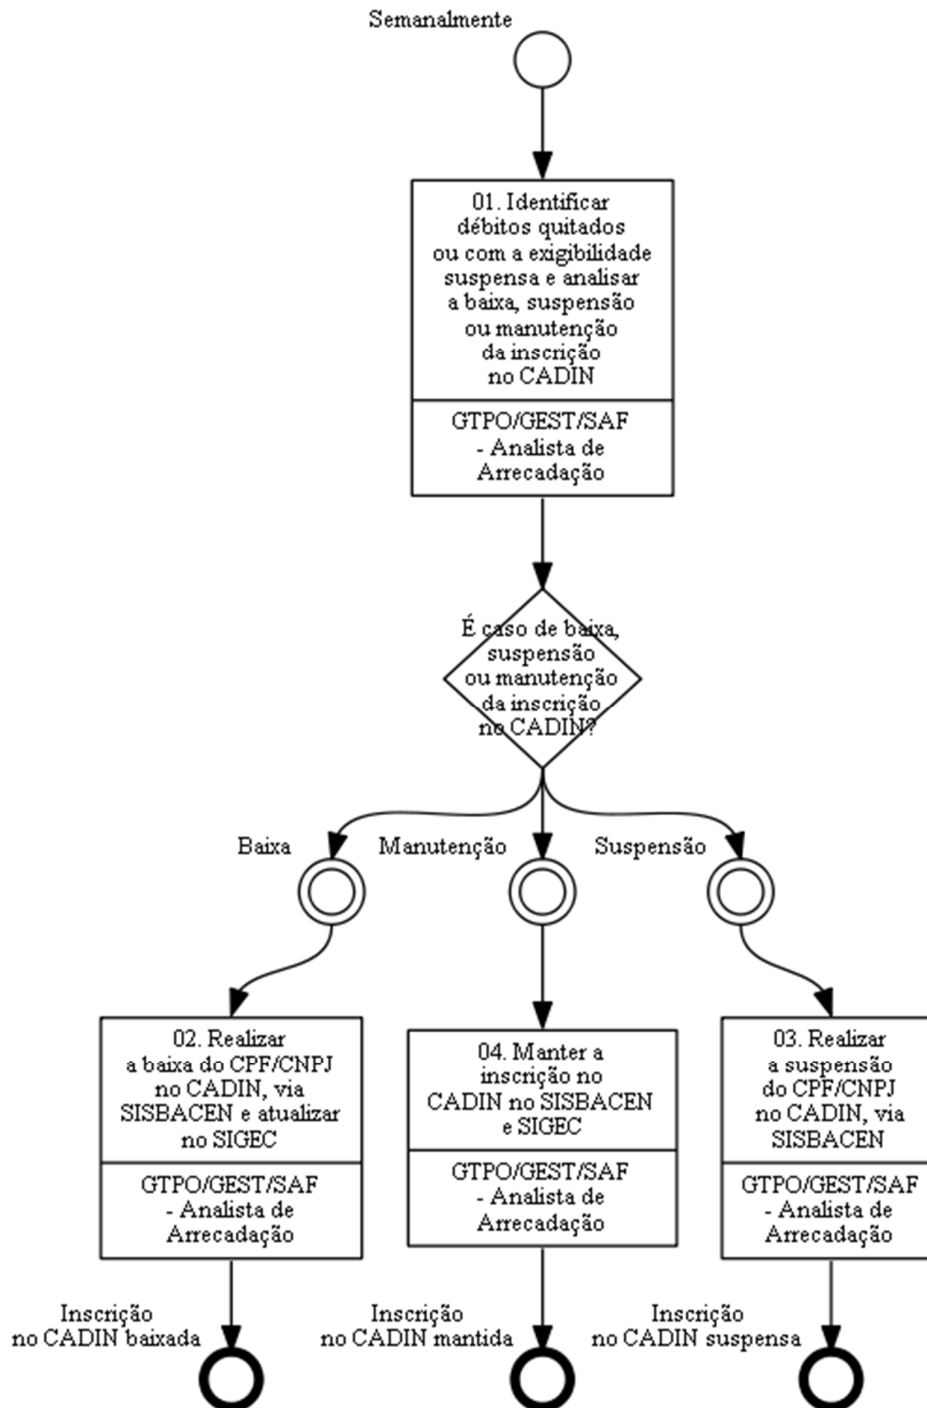 Semanalmente
01. Identificar
débitos quitados
ou com a exigibilidade
suspensa e analisar
a baixa, suspensão
ou manutenção
da inscrição
no CADIN
GTPO/GEST/SAF
- Analista de
Arrecadação
É caso de baixa,
suspensão
ou manutenção
da inscrição
no CADIN?
Baixa
Manutenção
Suspensão
02. Realizar
a baixa do CPF/CNPJ
no CADIN, via
SISBACEN e atualizar
no SIGEC
GTPO/GEST/SAF
- Analista de
Arrecadação
04. Manter a
inscrição no
CADIN no SISBACEN
e SIGEC
GTPO/GEST/SAF
- Analista de
Arrecadação
03. Realizar
a suspensão
do CPF/CNPJ
no CADIN, via
SISBACEN
GTPO/GEST/SAF
- Analista de
Arrecadação
Inscrição
no CADIN baixada
Inscrição
no CADIN mantida
Inscrição
no CADIN suspensa